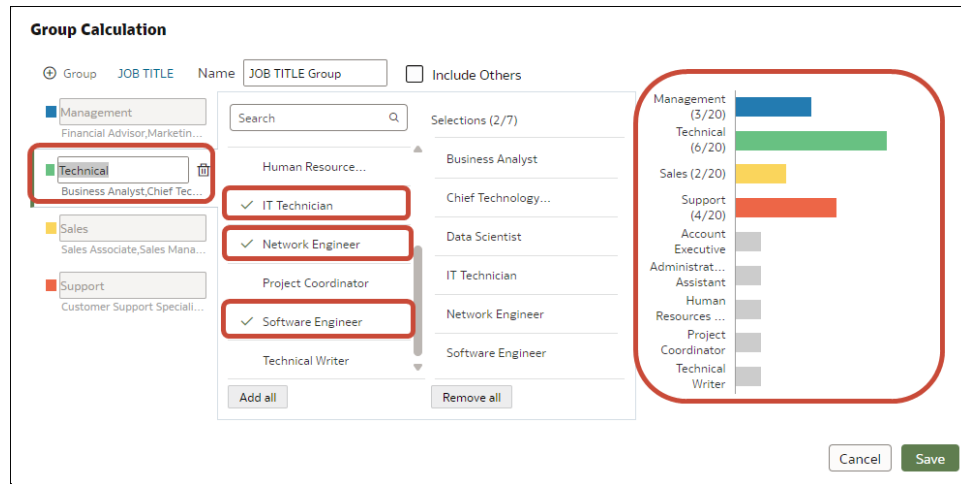 Group Calculation
Group JOB TITLE Name JOB TITLE Group Include Others
Management
Financial Advisor,Marketin...
Technical
Business Analyst,Chief Tec...
Sales
Sales Associate,Sales Mana...
Support
Customer Support Speciali...
Search
Human Resource...
IT Technician
Network Engineer
Project Coordinator
Software Engineer
Technical Writer
Add all
Selections (2/7)
Business Analyst
Chief Technology...
Data Scientist
IT Technician
Network Engineer
Software Engineer
Remove all
Management
(3/20)
Technical
(6/20)
Sales (2/20)
Support
(4/20)
Account
Executive
Administrat...
Assistant
Human
Resources ...
Project
Coordinator
Technical
Writer
Cancel Save